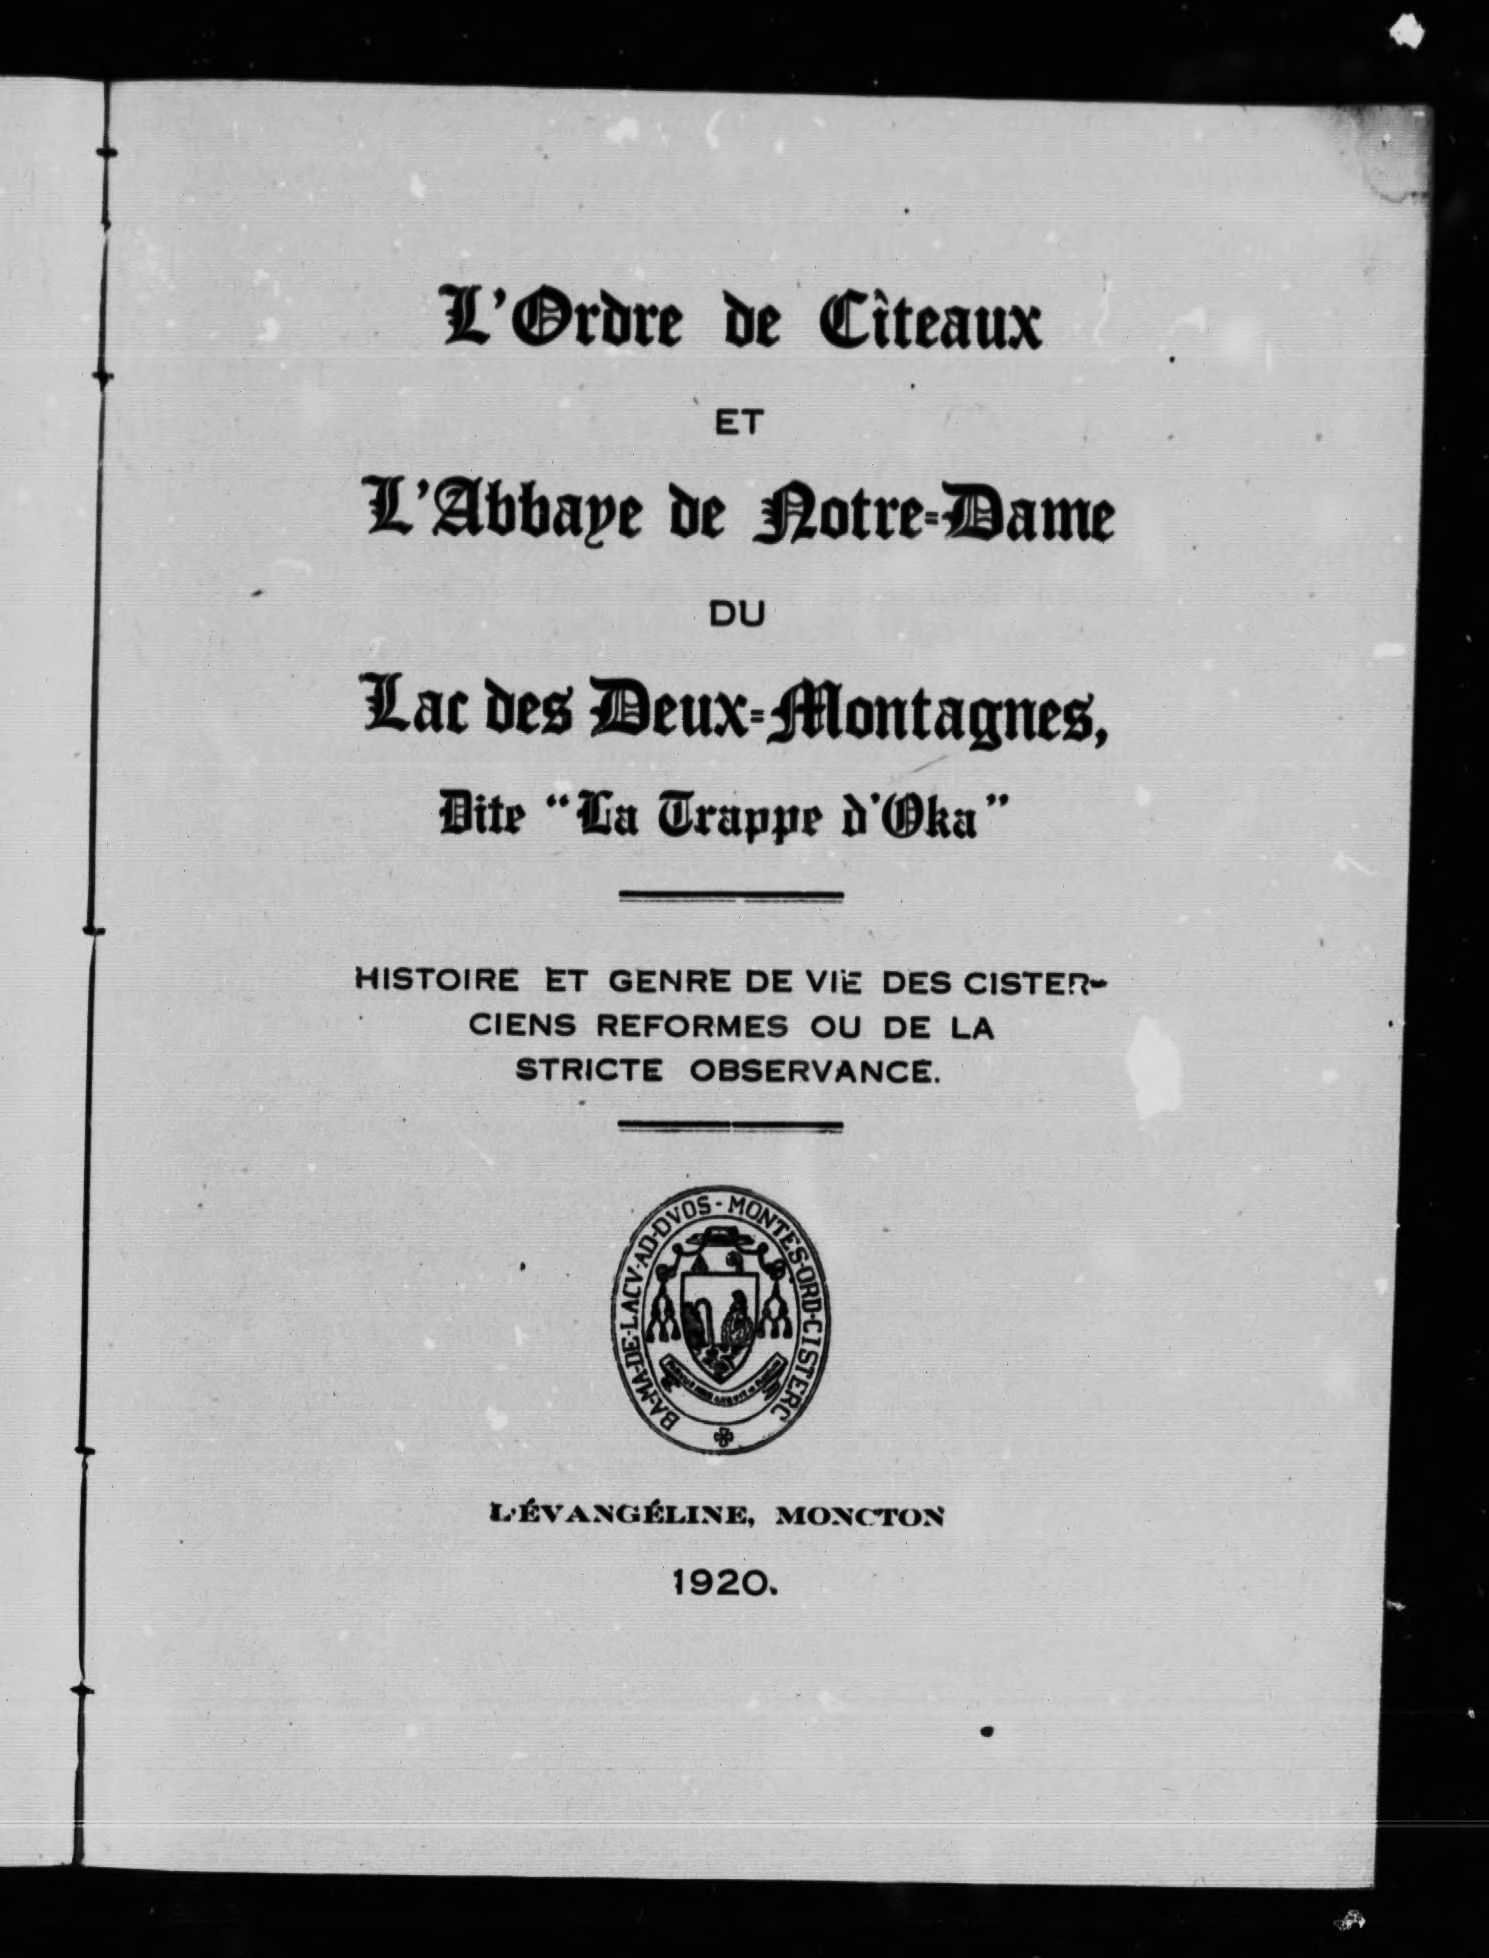 L'Ordre de Cîteaux
ET
L'Abbaye de Notre-Dame
DU
Lac des Deux-Montagnes,
Dite "La Trappe d'Oka"
HISTOIRE ET GENRE DE VIE DES CISTER-
CIENS REFORMES OU DE LA
STRICTE OBSERVANCE.
BA-MA-DE-LACV-AD-DVOS-MONTES-ORD-CISTERC
L'ÉVANGÉLINE, MONCTON
1920.